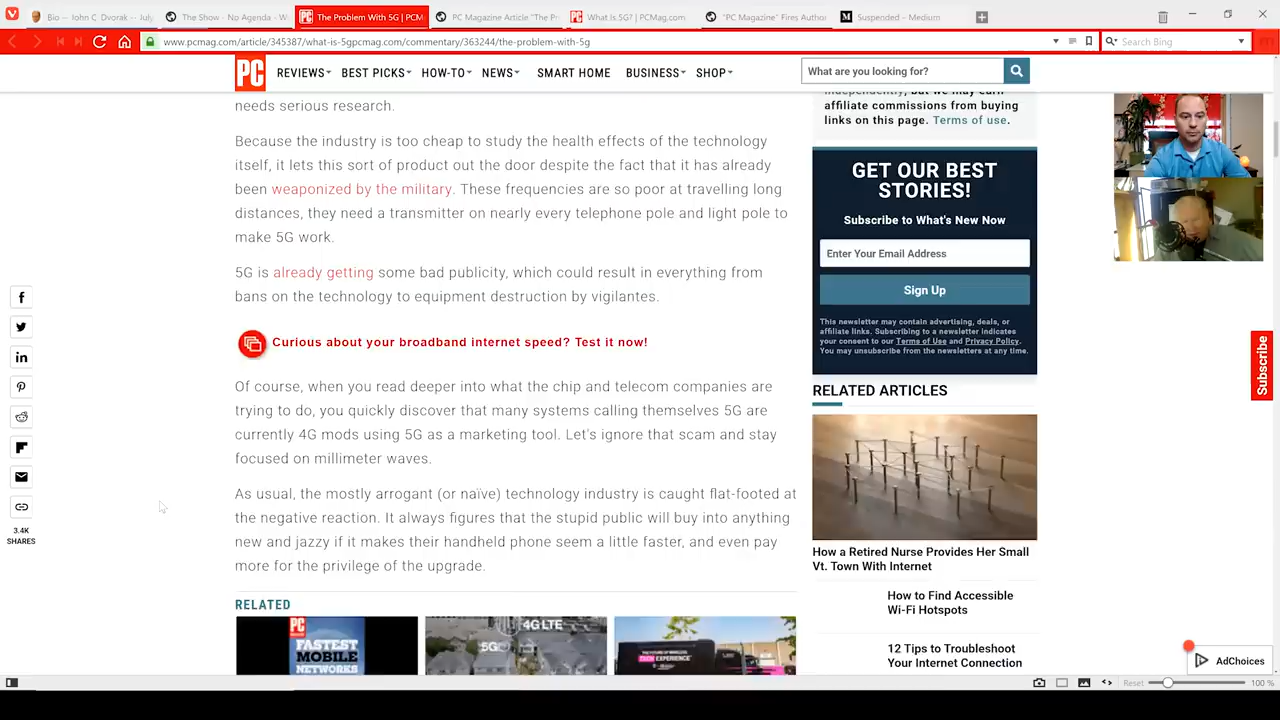 Bio — John C Dvorak -- July
The Show - No Agenda - W
The Problem With 5G | PCM
PC Magazine Article "The Pr
What Is 5G? | PCMag.com
"PC Magazine" Fires Author
Suspended – Medium
www.pcmag.com/article/345387/what-is-5gpcmag.com/commentary/363244/the-problem-with-5g
Search Bing
PC
REVIEWS
BEST PICKS
HOW-TO
NEWS
SMART HOME
BUSINESS
SHOP
What are you looking for?
needs serious research.
Because the industry is too cheap to study the health effects of the technology
itself, it lets this sort of product out the door despite the fact that it has already
been weaponized by the military. These frequencies are so poor at travelling long
distances, they need a transmitter on nearly every telephone pole and light pole to
make 5G work.
5G is already getting some bad publicity, which could result in everything from
bans on the technology to equipment destruction by vigilantes.
Curious about your broadband internet speed? Test it now!
Of course, when you read deeper into what the chip and telecom companies are
trying to do, you quickly discover that many systems calling themselves 5G are
currently 4G mods using 5G as a marketing tool. Let's ignore that scam and stay
focused on millimeter waves.
As usual, the mostly arrogant (or naïve) technology industry is caught flat-footed at
the negative reaction. It always figures that the stupid public will buy into anything
new and jazzy if it makes their handheld phone seem a little faster, and even pay
more for the privilege of the upgrade.
3.4K
SHARES
RELATED
PC
FASTEST
MOBILE
NETWORKS
4G LTE
5G
TECH EXPERIENCE
independently, but we may earn
affiliate commissions from buying
links on this page. Terms of use.
GET OUR BEST
STORIES!
Subscribe to What's New Now
Enter Your Email Address
Sign Up
This newsletter may contain advertising, deals, or
affiliate links. Subscribing to a newsletter indicates
your consent to our Terms of Use and Privacy Policy.
You may unsubscribe from the newsletters at any time.
RELATED ARTICLES
How a Retired Nurse Provides Her Small
Vt. Town With Internet
How to Find Accessible
Wi-Fi Hotspots
12 Tips to Troubleshoot
Your Internet Connection
Subscribe
AdChoices
Reset
100 %